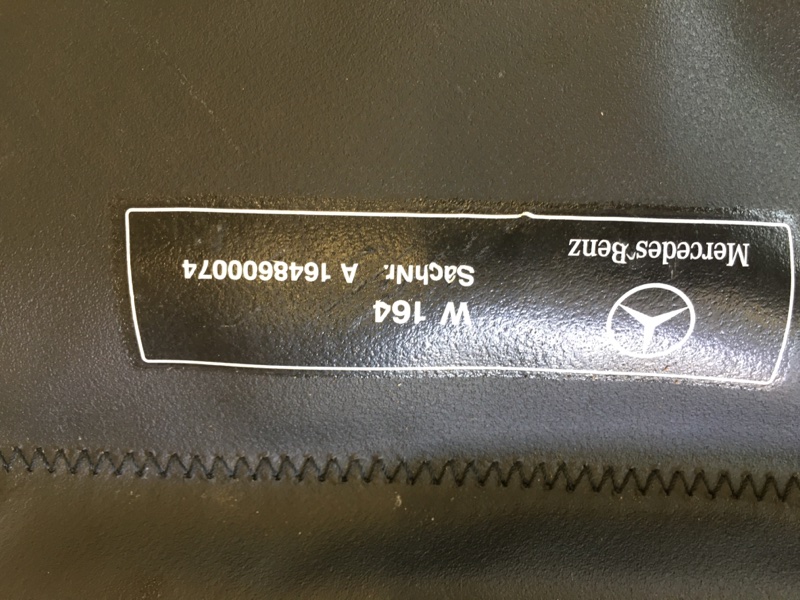 W 164
SachNr. A 1648600074
Mercedes-Benz